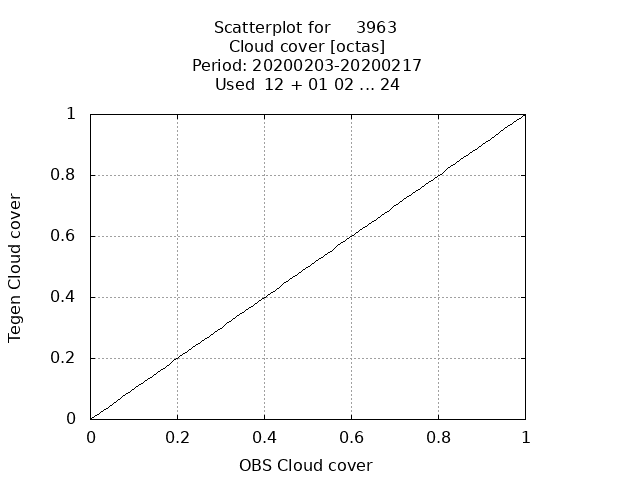 Scatterplot for 3963
Cloud cover [octas]
Period: 20200203-20200217
Used 12 + 01 02 ... 24
1
0.8
0.6
0.4
0.2
0
Tegen Cloud cover
0 0.2 0.4 0.6 0.8 1
OBS Cloud cover